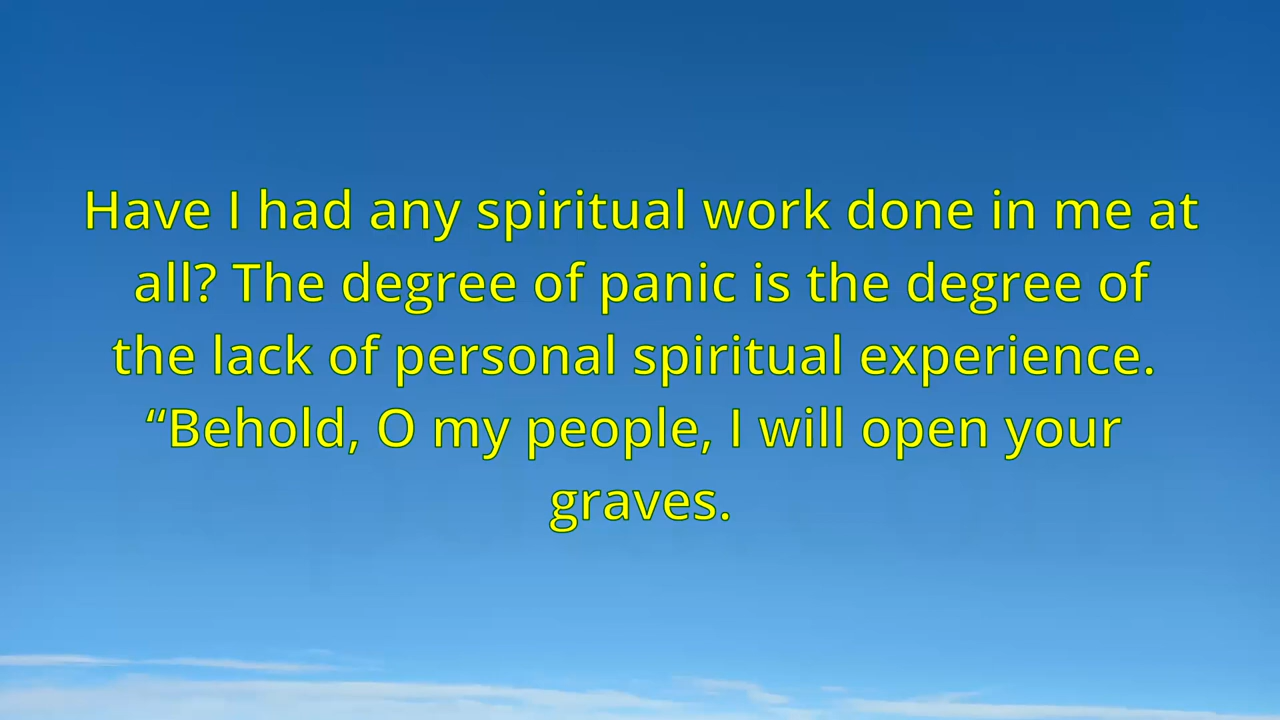 Have I had any spiritual work done in me at
all? The degree of panic is the degree of
the lack of personal spiritual experience.
“Behold, O my people, I will open your
graves.